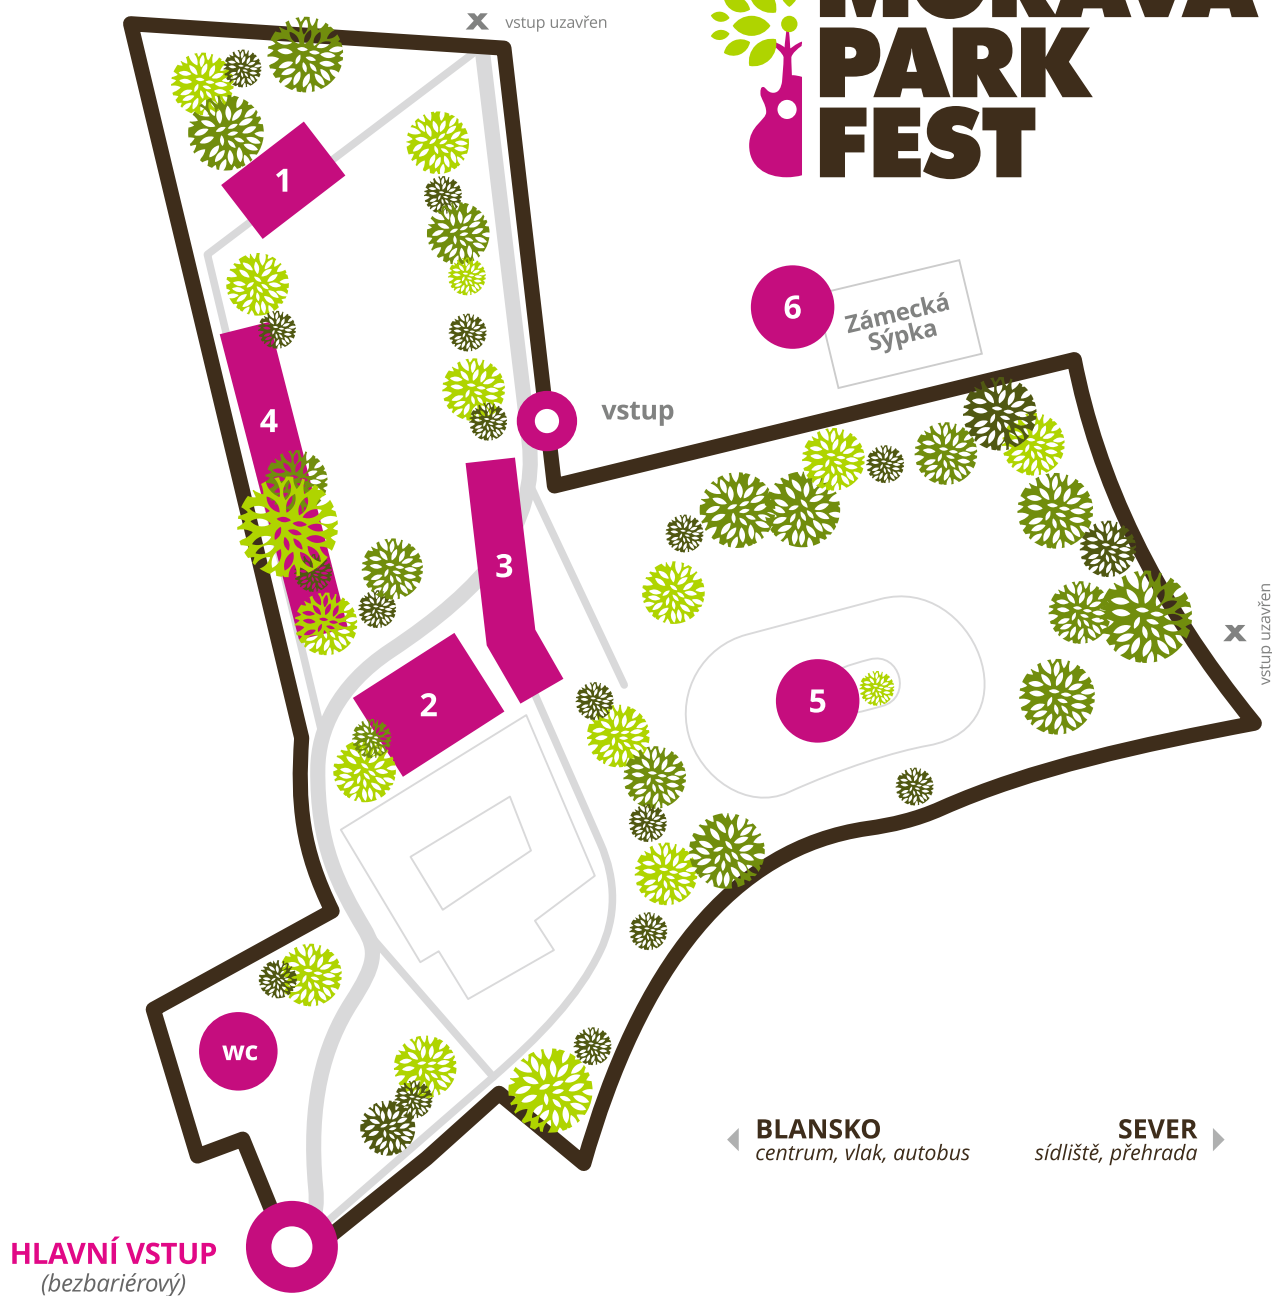 vstup uzavřen
MORAVA
PARK
FEST
1
6
Zámecká
Sýpka
4
vstup
3
vstup uzavřen
2
5
wc
BLANSKO
centrum, vlak, autobus
SEVER
sídliště, přehrada
HLAVNÍ VSTUP
(bezbariérový)